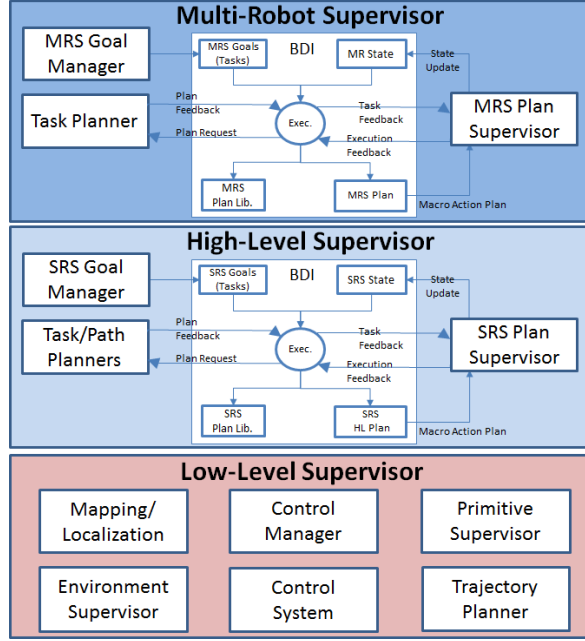 Multi-Robot Supervisor
MRS Goal
Manager
MRS Goals
(Tasks)
BDI
MR State
State
Update
Plan
Feedback
Task Planner
Plan Request
Exec.
Task
Feedback
Execution
Feedback
MRS Plan
Supervisor
MRS
Plan Lib.
MRS Plan
Macro Action Plan
High-Level Supervisor
SRS Goal
Manager
SRS Goals
(Tasks)
BDI
SRS State
State
Update
Plan
Feedback
Task/Path
Planners
Plan Request
Exec.
Task
Feedback
Execution
Feedback
SRS Plan
Supervisor
SRS
Plan Lib.
SRS
HL Plan
Macro Action Plan
Low-Level Supervisor
Mapping/
Localization
Control
Manager
Primitive
Supervisor
Environment
Supervisor
Control
System
Trajectory
Planner